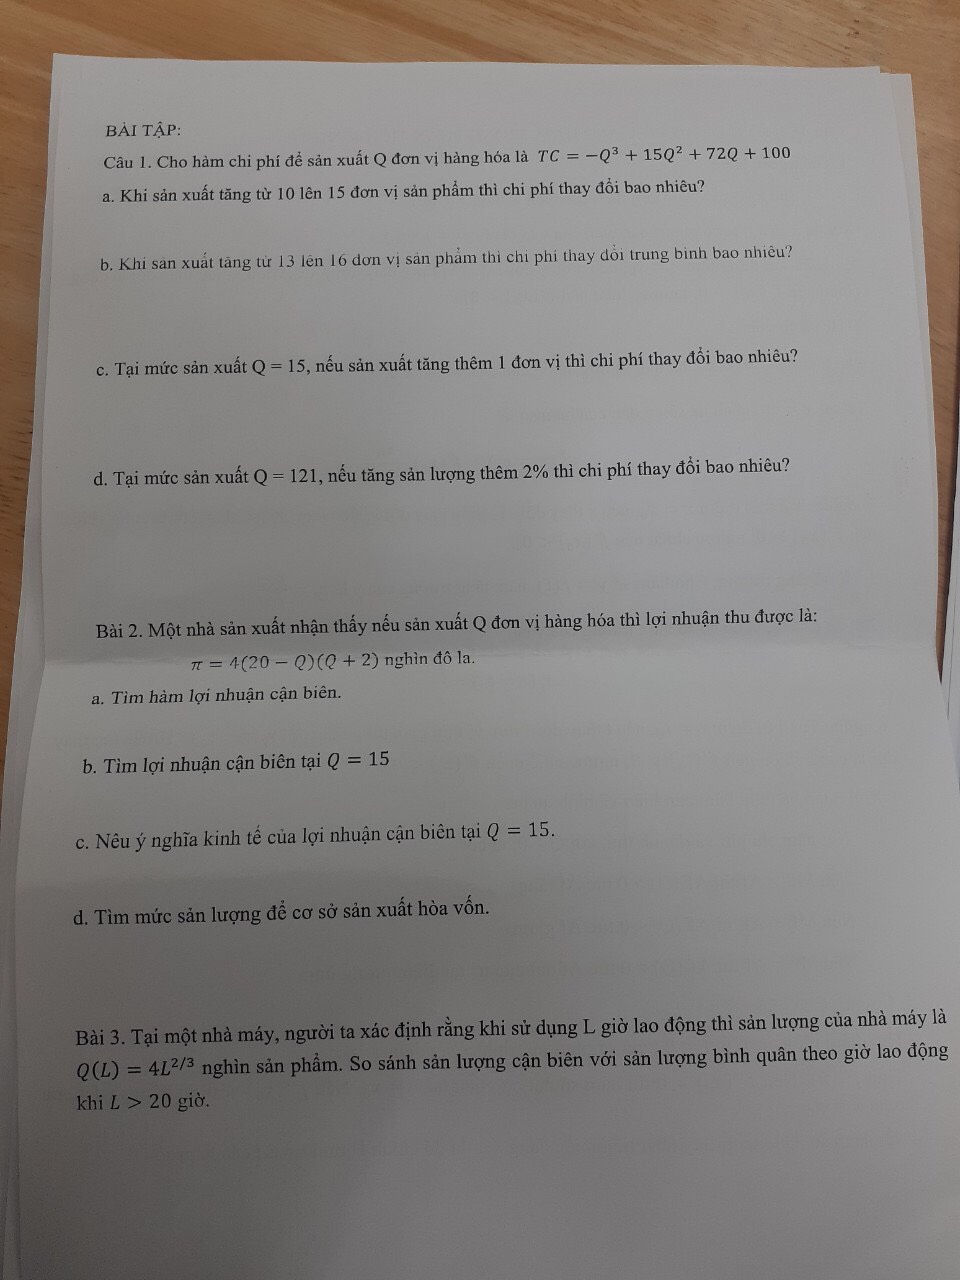 BÀI TẬP:
Câu 1. Cho hàm chi phí để sản xuất Q đơn vị hàng hóa là TC = −Q³ + 15Q² + 72Q + 100
a. Khi sản xuất tăng từ 10 lên 15 đơn vị sản phẩm thì chi phí thay đổi bao nhiêu?
b. Khi sản xuất tăng từ 13 lên 16 đơn vị sản phẩm thì chi phí thay đổi trung bình bao nhiêu?
c. Tại mức sản xuất Q = 15, nếu sản xuất tăng thêm 1 đơn vị thì chi phí thay đổi bao nhiêu?
d. Tại mức sản xuất Q = 121, nếu tăng sản lượng thêm 2% thì chi phí thay đổi bao nhiêu?
Bài 2. Một nhà sản xuất nhận thấy nếu sản xuất Q đơn vị hàng hóa thì lợi nhuận thu được là:
π = 4(20 − Q)(Q + 2) nghìn đô la.
a. Tìm hàm lợi nhuận cận biên.
b. Tìm lợi nhuận cận biên tại Q = 15
c. Nêu ý nghĩa kinh tế của lợi nhuận cận biên tại Q = 15.
d. Tìm mức sản lượng để cơ sở sản xuất hòa vốn.
Bài 3. Tại một nhà máy, người ta xác định rằng khi sử dụng L giờ lao động thì sản lượng của nhà máy là
Q(L) = 4L^2/3 nghìn sản phẩm. So sánh sản lượng cận biên với sản lượng bình quân theo giờ lao động
khi L > 20 giờ.